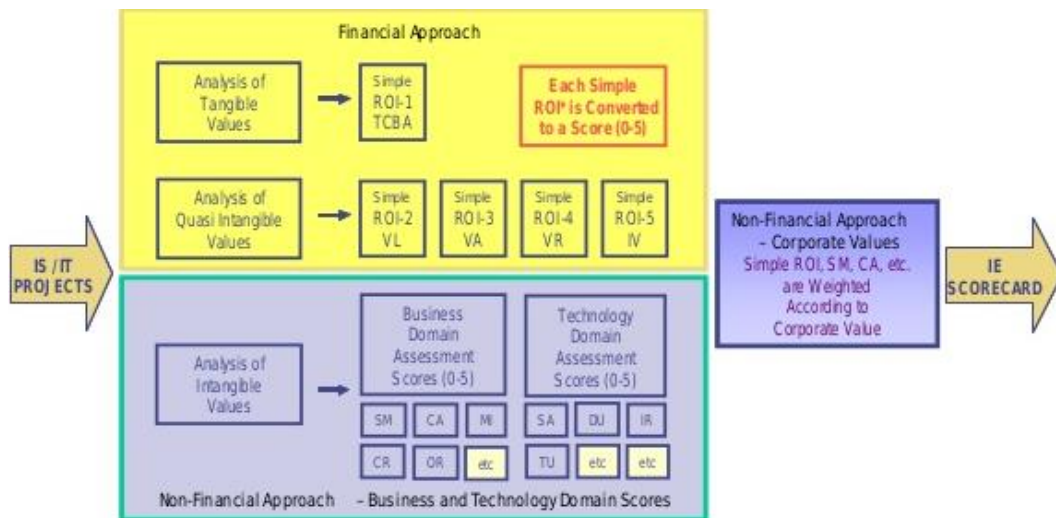 Financial Approach
Analysis of
Tangible
Values
Simple
ROI-1
TCBA
Each Simple
ROI* is Converted
to a Score (0-5)
Analysis of
Quasi Intangible
Values
Simple
ROI-2
VL
Simple
ROI-3
VA
Simple
ROI-4
VR
Simple
ROI-5
IV
IS / IT
PROJECTS
Non-Financial Approach
– Corporate Values
Simple ROI, SM, CA, etc.
are Weighted
According to
Corporate Value
IE
SCORECARD
Analysis of
Intangible
Values
Business
Domain
Assessment
Scores (0-5)
Technology
Domain
Assessment
Scores (0-5)
SM
CA
MI
SA
DU
IR
CR
OR
etc
TU
etc
etc
Non-Financial Approach – Business and Technology Domain Scores